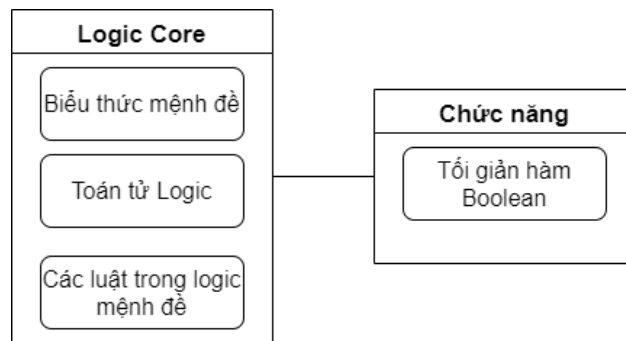 Logic Core
Biểu thức mệnh đề
Toán tử Logic
Các luật trong logic
mệnh đề
Chức năng
Tối giản hàm
Boolean